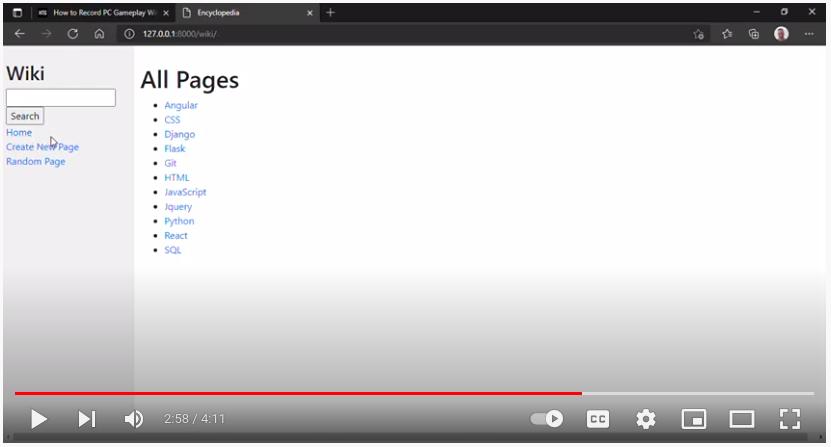 How to Record PC Gameplay Wi
Encyclopedia
127.0.0.1:8000/wiki/
Wiki
Search
Home
Create New Page
Random Page
All Pages
Angular
CSS
Django
Flask
Git
HTML
JavaScript
Jquery
Python
React
SQL
2:58 / 4:11
CC